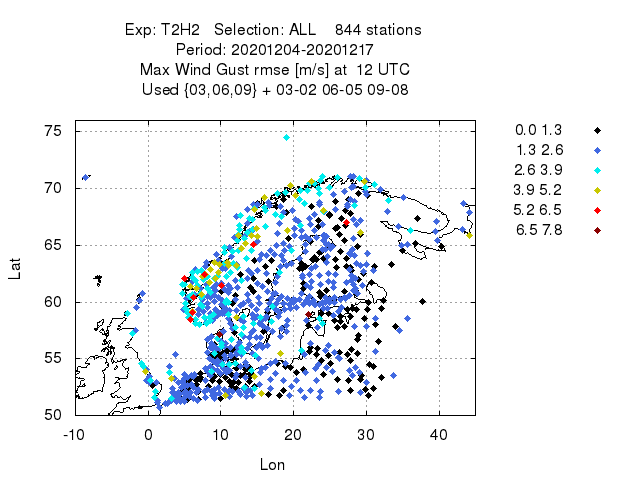 Exp: T2H2 Selection: ALL 844 stations
Period: 20201204-20201217
Max Wind Gust rmse [m/s] at 12 UTC
Used {03,06,09} + 03-02 06-05 09-08
0.0 1.3
1.3 2.6
2.6 3.9
3.9 5.2
5.2 6.5
6.5 7.8
75
70
65
60
55
50
Lat
-10 0 10 20 30 40
Lon